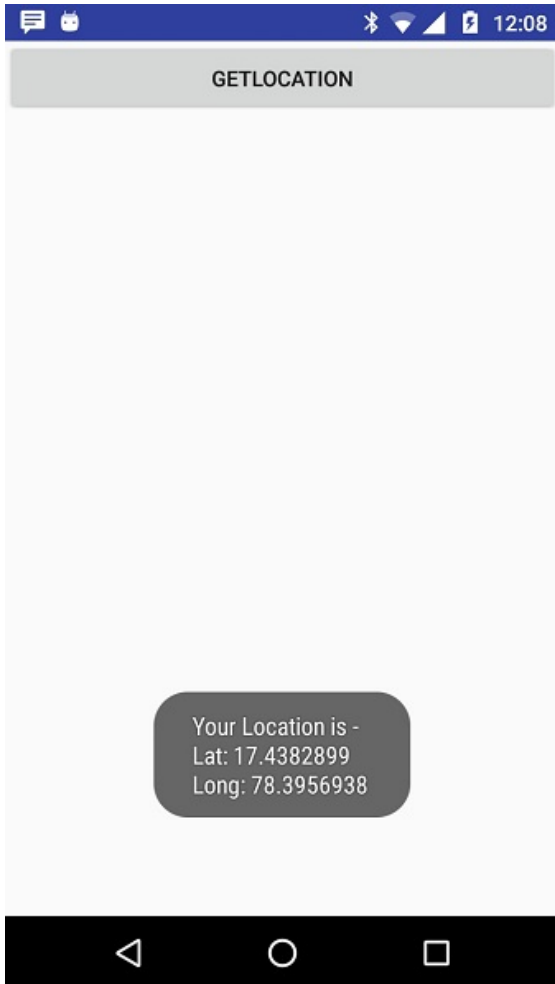 12:08
GETLOCATION
Your Location is -
Lat: 17.4382899
Long: 78.3956938